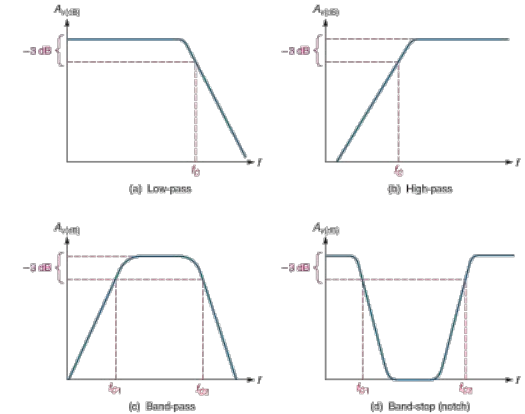 Av(dB)
−3 dB
f
fC
(a) Low-pass
Av(dB)
−3 dB
f
fC
(b) High-pass
Av(dB)
−3 dB
f
fC1
fC2
(c) Band-pass
Av(dB)
−3 dB
f
fC1
fC2
(d) Band-stop (notch)